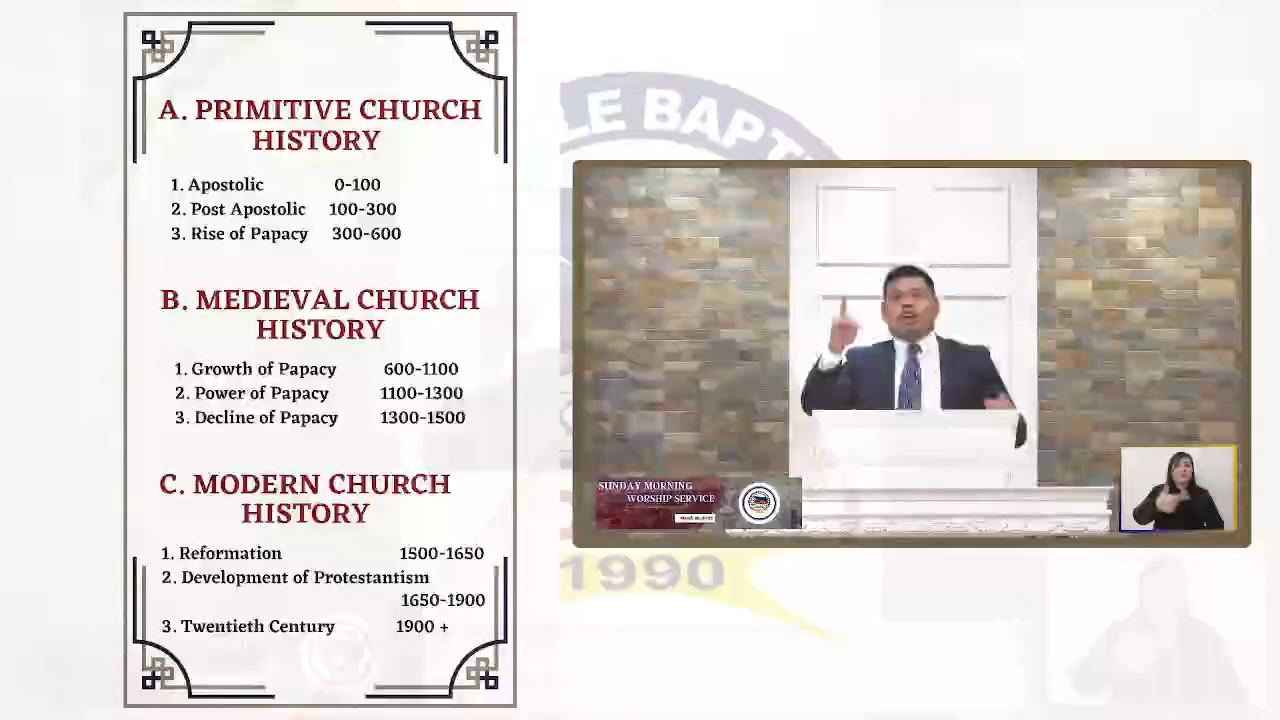 A. PRIMITIVE CHURCH
HISTORY
1. Apostolic 0-100
2. Post Apostolic 100-300
3. Rise of Papacy 300-600
B. MEDIEVAL CHURCH
HISTORY
1. Growth of Papacy 600-1100
2. Power of Papacy 1100-1300
3. Decline of Papacy 1300-1500
C. MODERN CHURCH
HISTORY
1. Reformation 1500-1650
2. Development of Protestantism
1650-1900
3. Twentieth Century 1900 +
LE BAPT
SUNDAY MORNING
WORSHIP SERVICE
1990